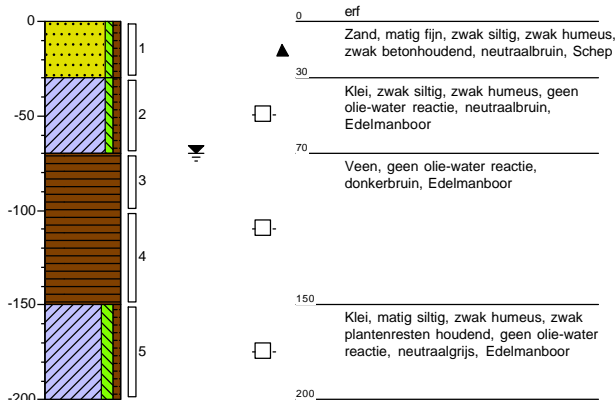 0
-50
-100
-150
-200
1
2
3
4
5
0
erf
Zand, matig fijn, zwak siltig, zwak humeus,
zwak betonhoudend, neutraalbruin, Schep
30
Klei, zwak siltig, zwak humeus, geen
olie-water reactie, neutraalbruin,
Edelmanboor
70
Veen, geen olie-water reactie,
donkerbruin, Edelmanboor
150
Klei, matig siltig, zwak humeus, zwak
plantenresten houdend, geen olie-water
reactie, neutraalgrijs, Edelmanboor
200